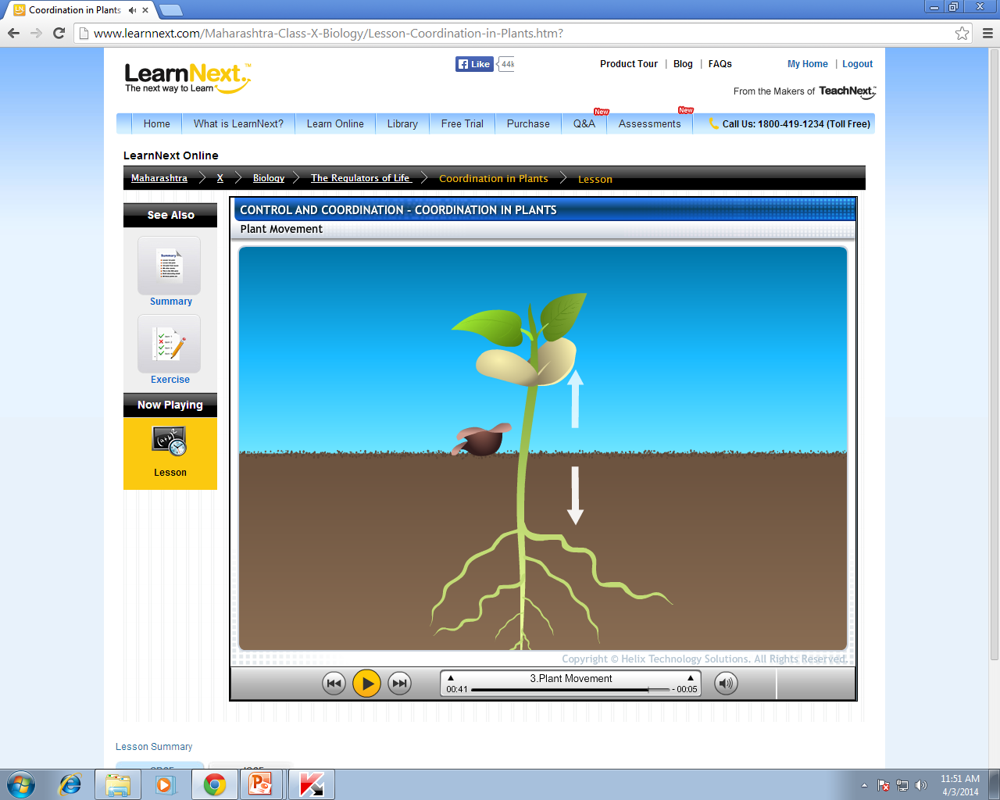 Coordination in Plants
www.learnnext.com/Maharashtra-Class-X-Biology/Lesson-Coordination-in-Plants.htm?
LearnNext.™
The next way to Learn
Like 44k
Product Tour | Blog | FAQs
My Home | Logout
From the Makers of TeachNext.
Home What is LearnNext? Learn Online Library Free Trial Purchase Q&A New Assessments New Call Us: 1800-419-1234 (Toll Free)
LearnNext Online
Maharashtra X Biology The Regulators of Life Coordination in Plants Lesson
See Also
Summary
Summary
Exercise
Now Playing
Lesson
CONTROL AND COORDINATION - COORDINATION IN PLANTS
Plant Movement
Copyright © Helix Technology Solutions. All Rights Reserved.
3.Plant Movement
00:41 - 00:05
Lesson Summary
11:51 AM
4/3/2014